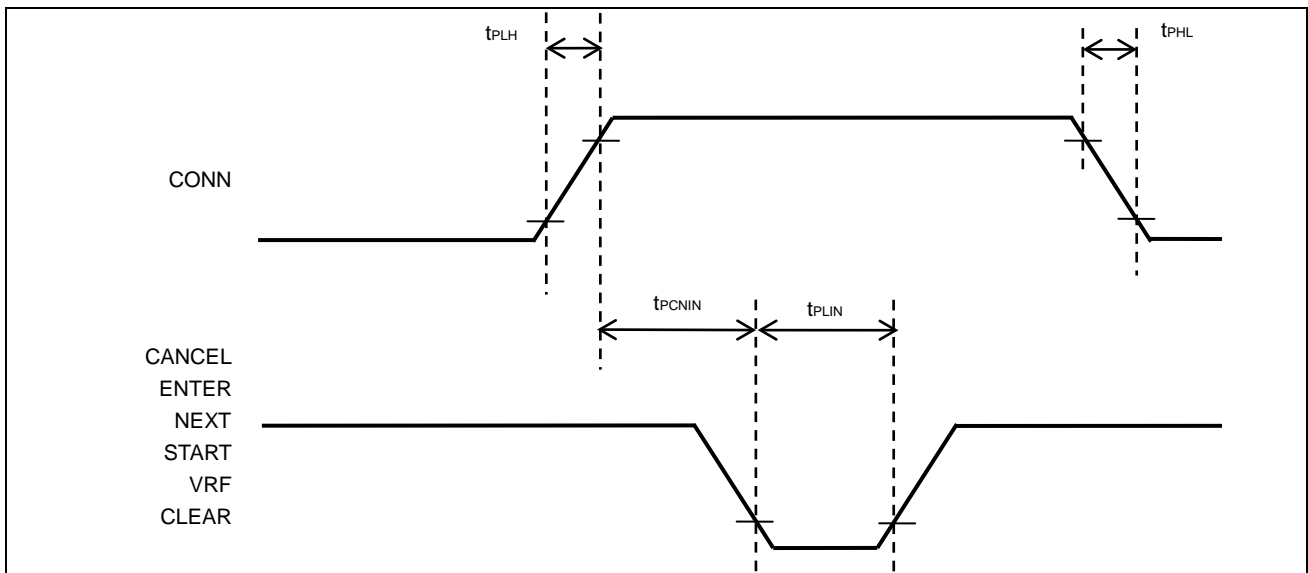 tPLH
tPHL
CONN
tPCNIN
tPLIN
CANCEL
ENTER
NEXT
START
VRF
CLEAR